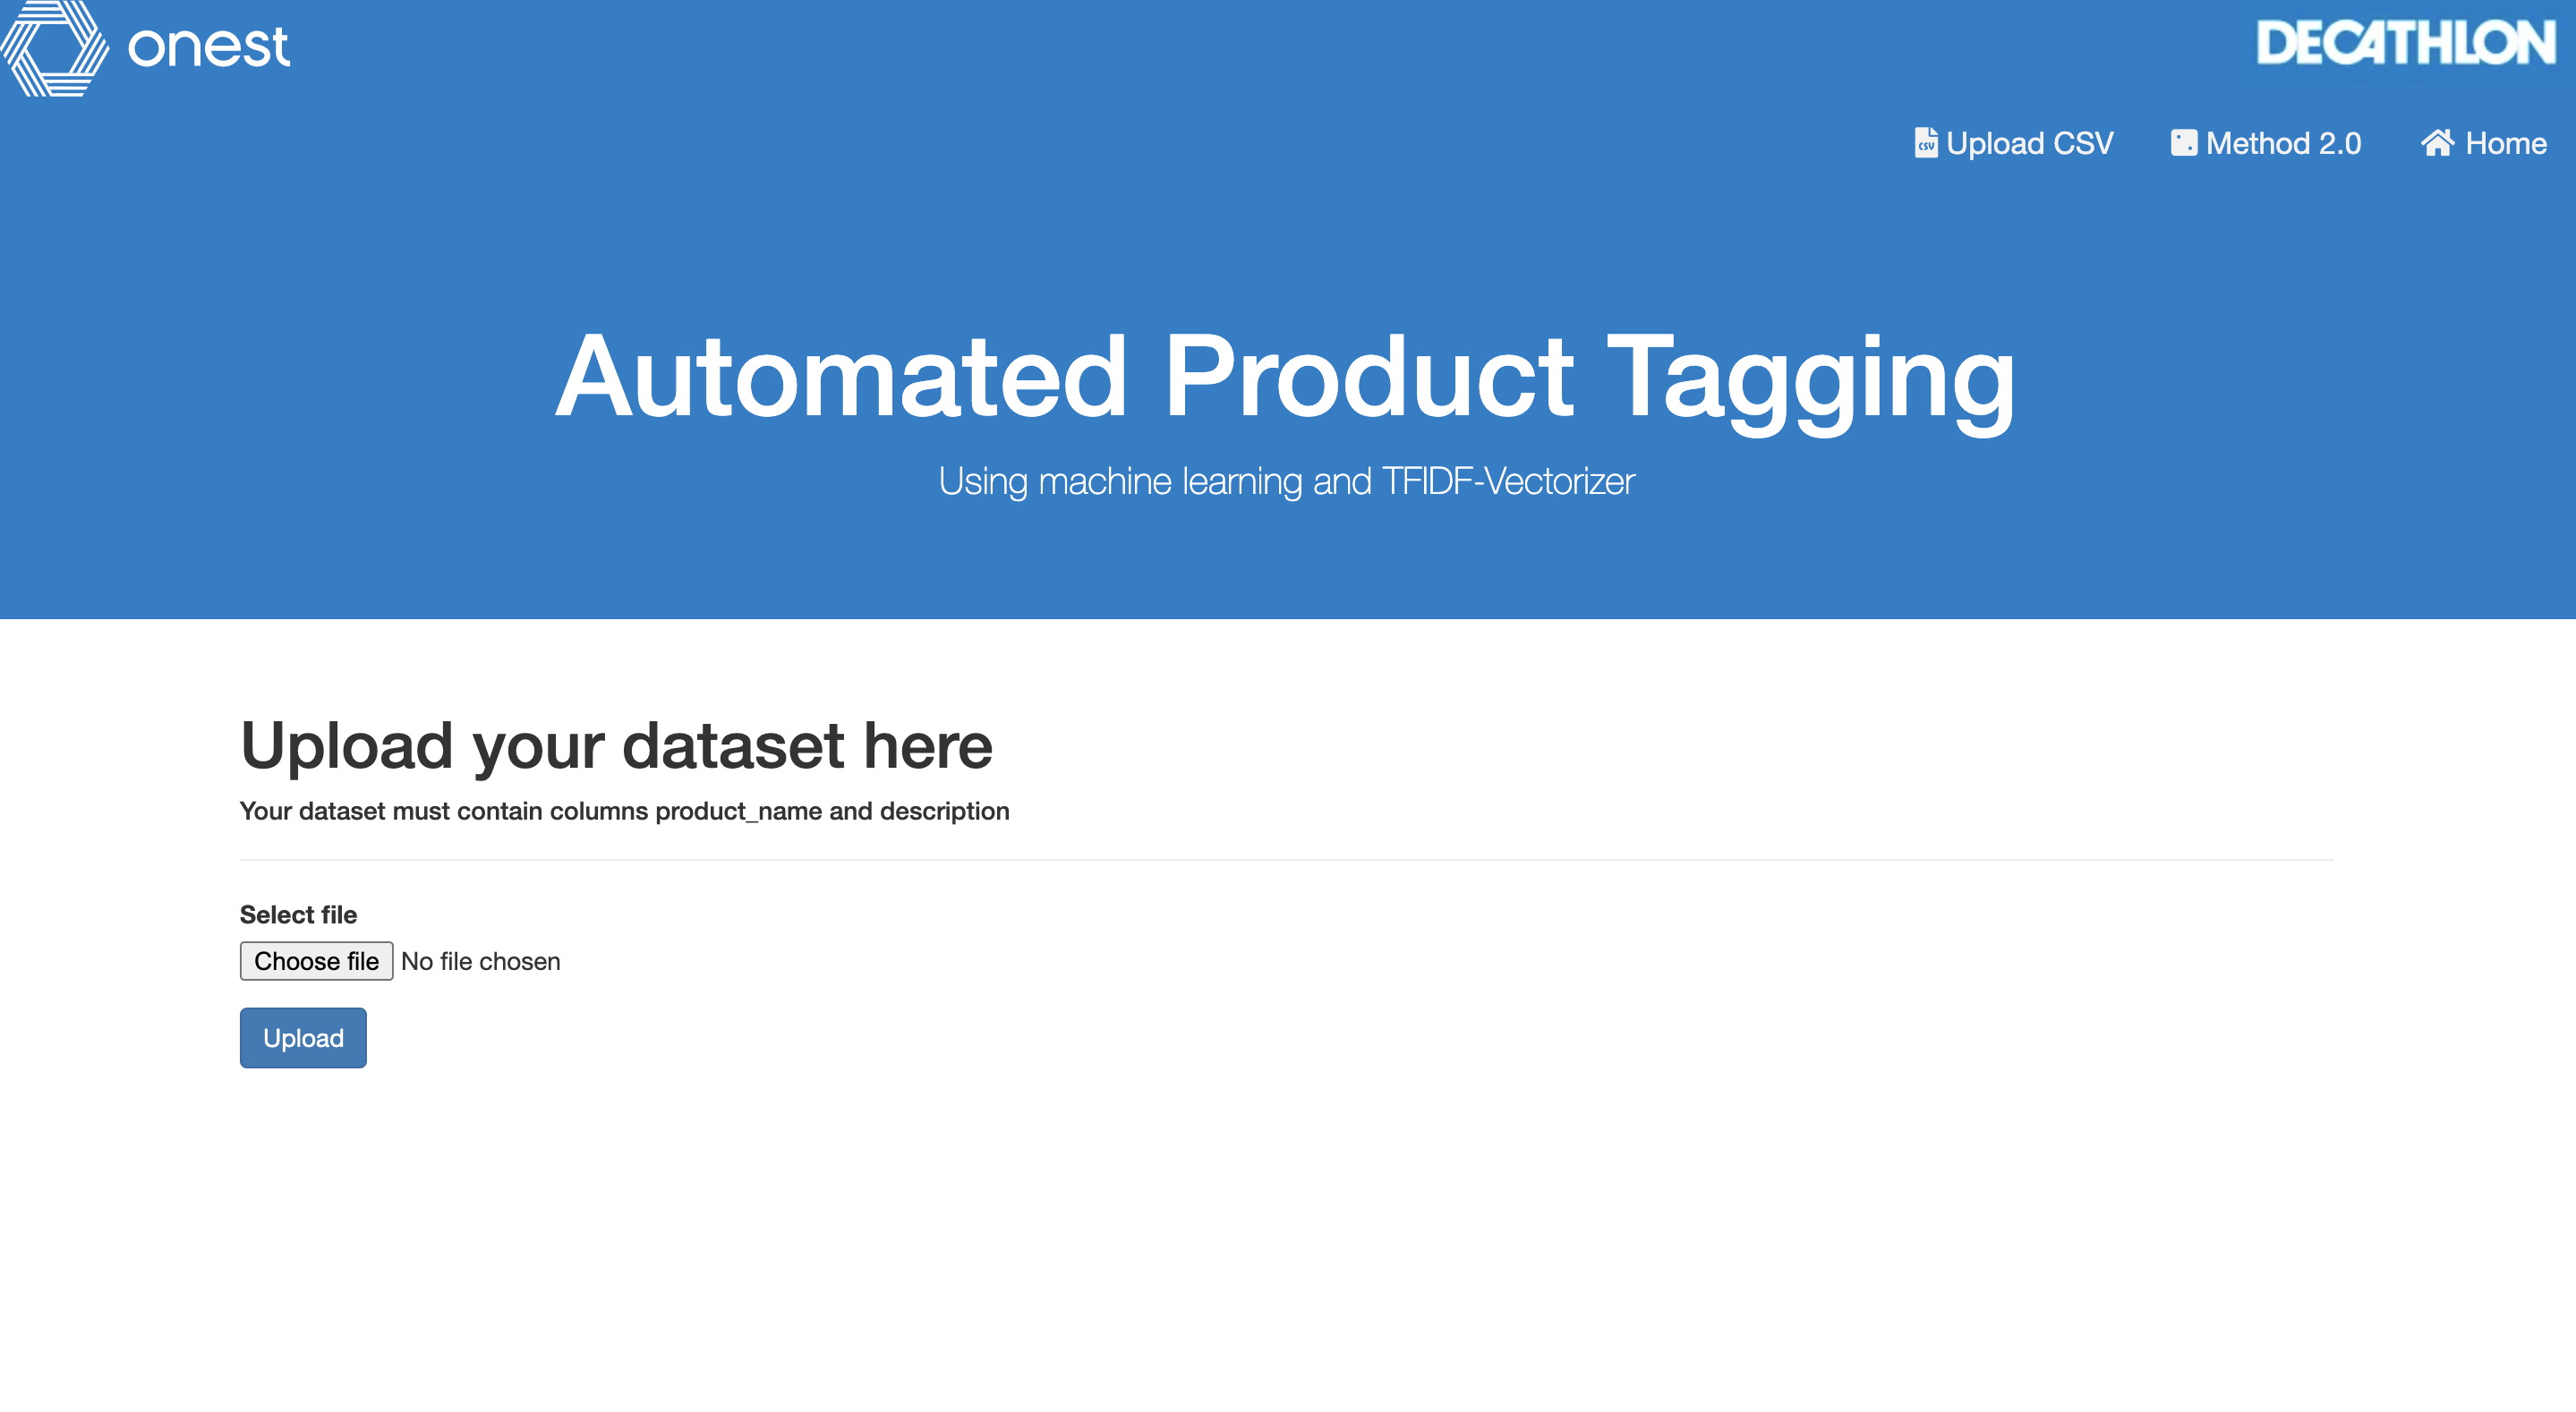 onest
DECATHLON
CSV Upload CSV
Method 2.0
Home
Automated Product Tagging
Using machine learning and TFIDF-Vectorizer
Upload your dataset here
Your dataset must contain columns product_name and description
Select file
Choose file No file chosen
Upload